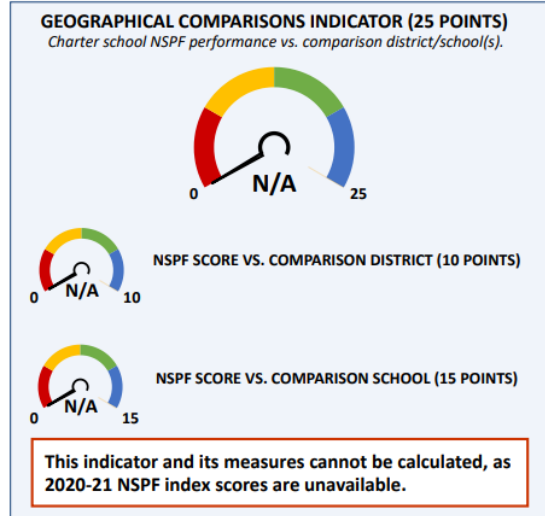 GEOGRAPHICAL COMPARISONS INDICATOR (25 POINTS)
Charter school NSPF performance vs. comparison district/school(s).
N/A
0
25
NSPF SCORE VS. COMPARISON DISTRICT (10 POINTS)
N/A
0
10
NSPF SCORE VS. COMPARISON SCHOOL (15 POINTS)
N/A
0
15
This indicator and its measures cannot be calculated, as
2020-21 NSPF index scores are unavailable.